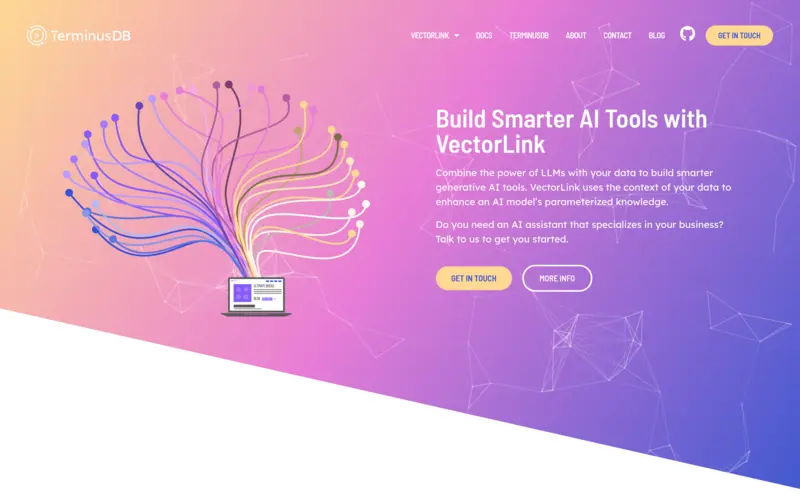 TerminusDB
VECTORLINK
DOCS
TERMINUSDB
ABOUT
CONTACT
BLOG
GET IN TOUCH
Build Smarter AI Tools with
VectorLink
Combine the power of LLMs with your data to build smarter
generative AI tools. VectorLink uses the context of your data to
enhance an AI model's parameterized knowledge.
Do you need an AI assistant that specializes in your business?
Talk to us to get you started.
GET IN TOUCH
MORE INFO